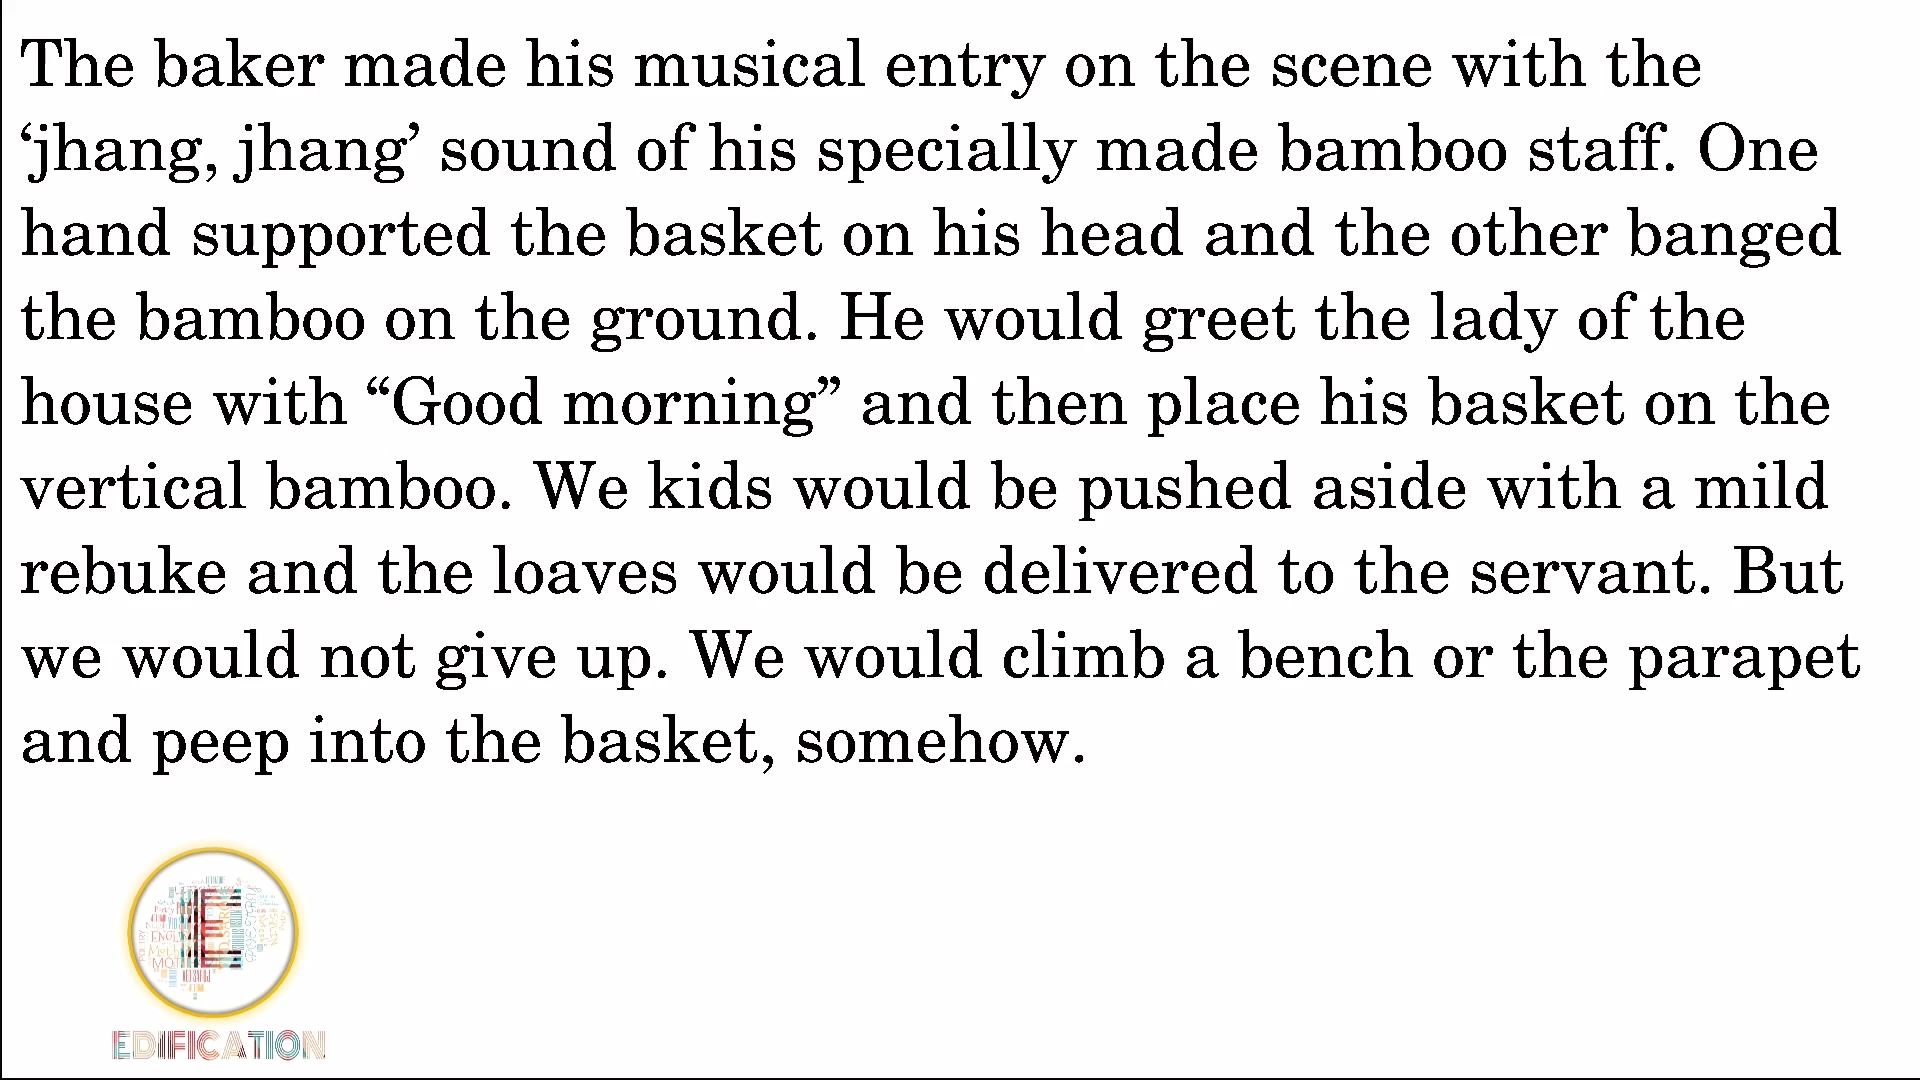 The baker made his musical entry on the scene with the
‘jhang, jhang’ sound of his specially made bamboo staff. One
hand supported the basket on his head and the other banged
the bamboo on the ground. He would greet the lady of the
house with “Good morning” and then place his basket on the
vertical bamboo. We kids would be pushed aside with a mild
rebuke and the loaves would be delivered to the servant. But
we would not give up. We would climb a bench or the parapet
and peep into the basket, somehow.
EDIFICATION